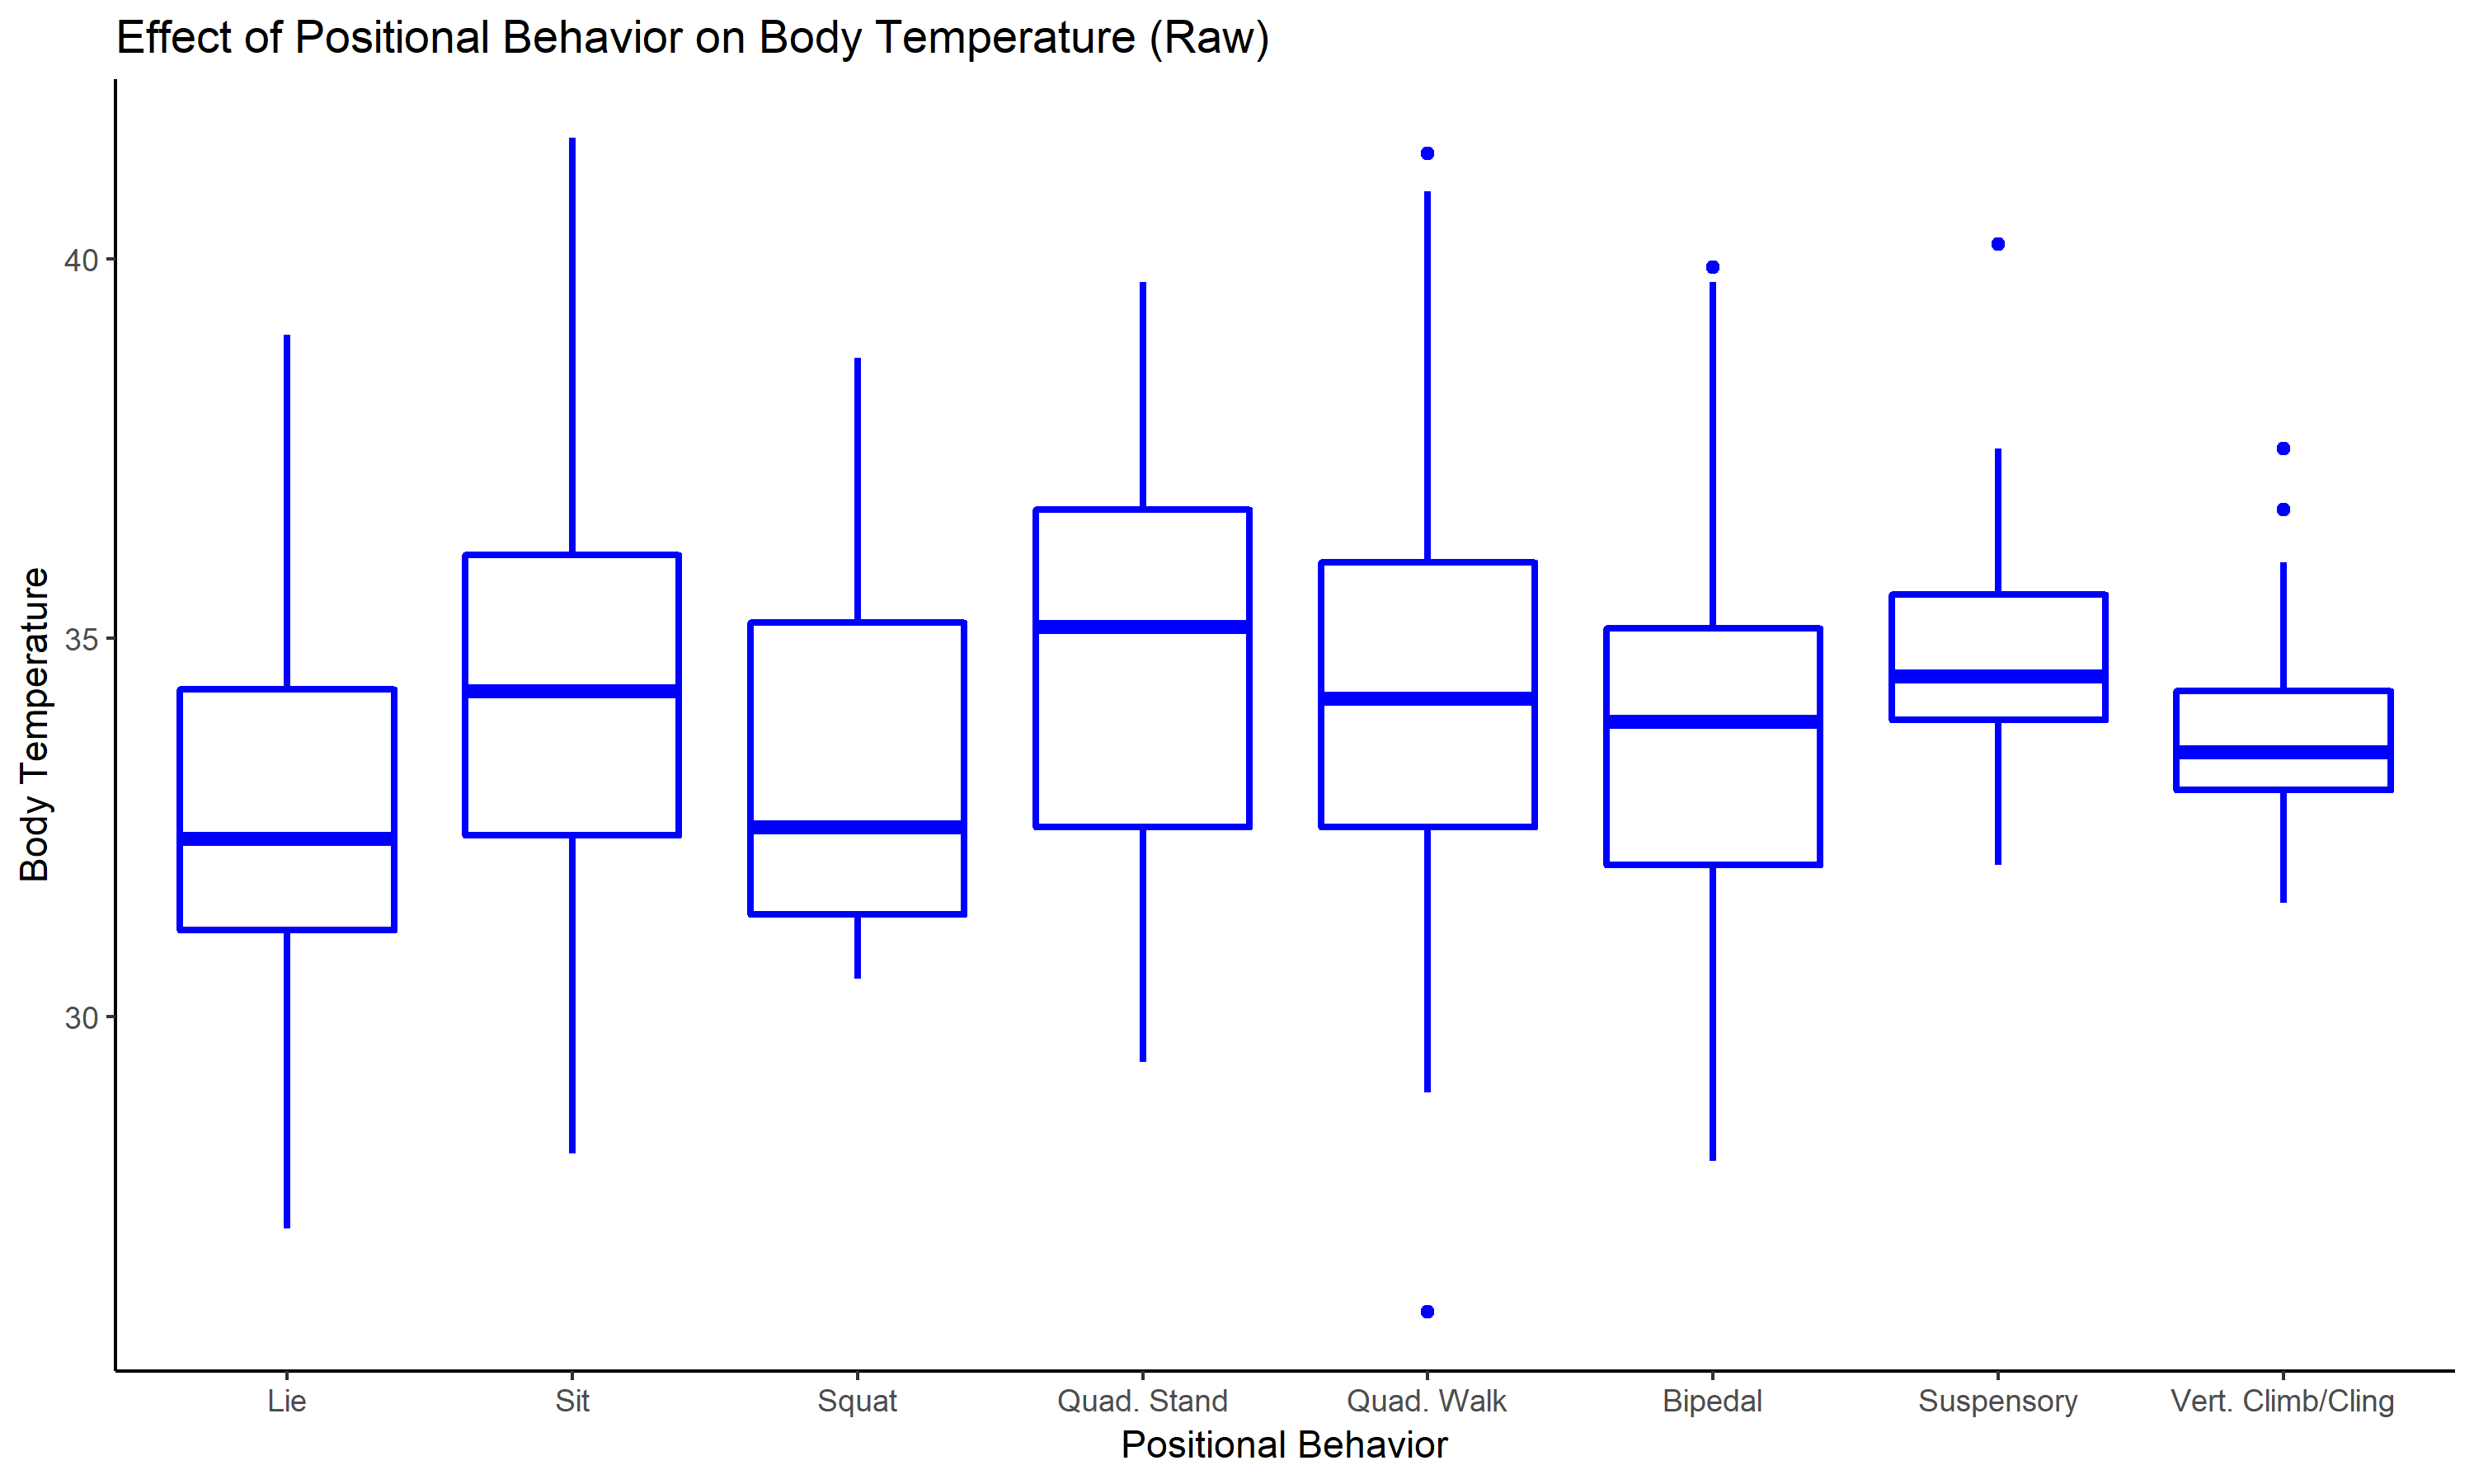 Effect of Positional Behavior on Body Temperature (Raw)
Body Temperature
40
35
30
Lie Sit Squat Quad. Stand Quad. Walk Bipedal Suspensory Vert. Climb/Cling
Positional Behavior